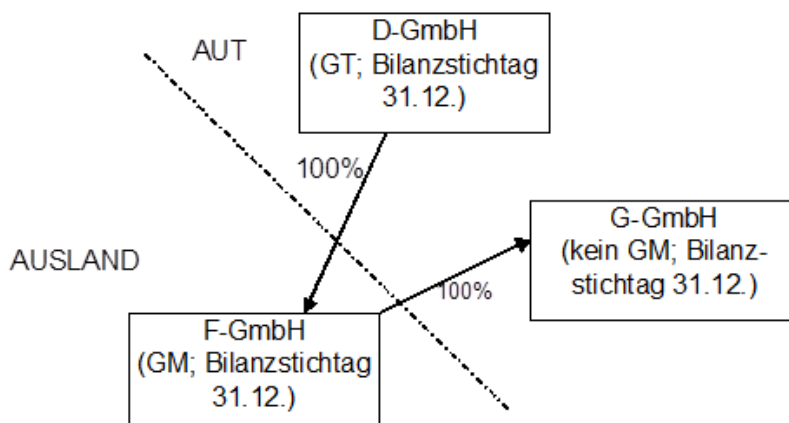 AUT
D-GmbH
(GT; Bilanzstichtag
31.12.)
100%
AUSLAND
G-GmbH
(kein GM; Bilanz-
stichtag 31.12.)
100%
F-GmbH
(GM; Bilanzstichtag
31.12.)